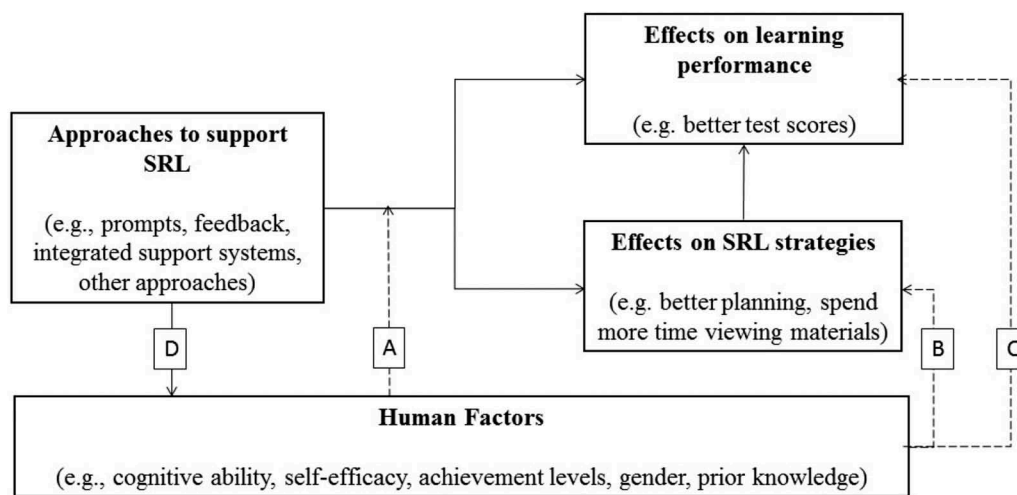 Effects on learning
performance
(e.g. better test scores)
Approaches to support
SRL
(e.g., prompts, feedback,
integrated support systems,
other approaches)
Effects on SRL strategies
(e.g. better planning, spend
more time viewing materials)
D
A
B
C
Human Factors
(e.g., cognitive ability, self-efficacy, achievement levels, gender, prior knowledge)